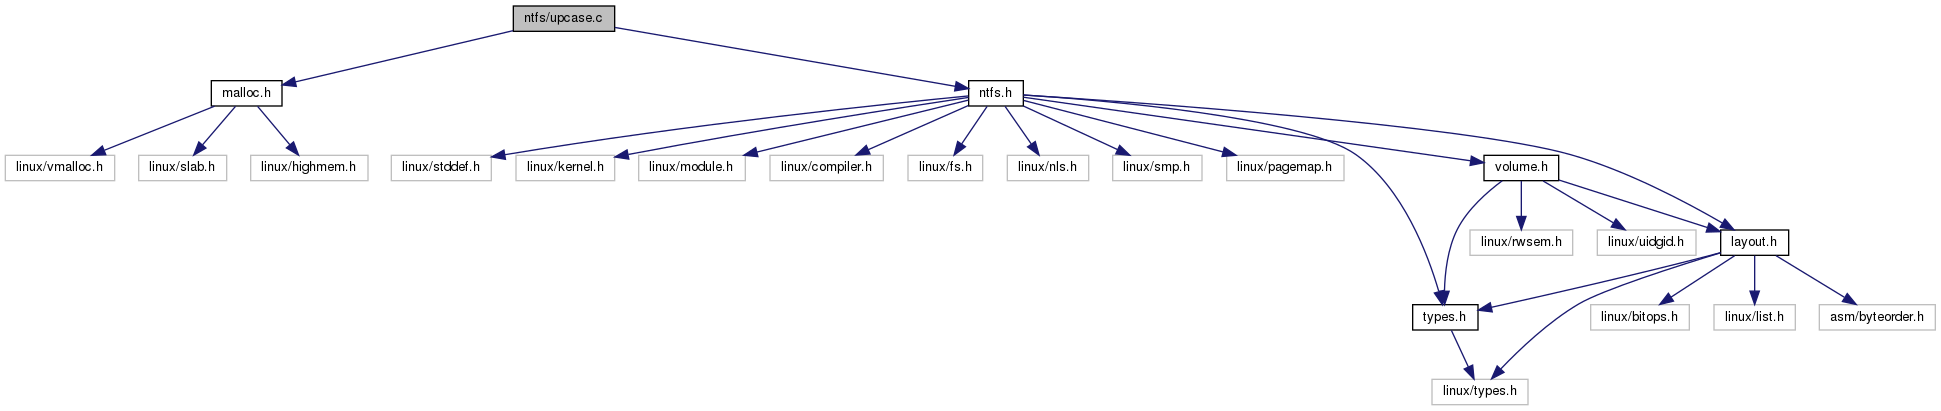 ntfs/upcase.c
malloc.h
ntfs.h
linux/vmalloc.h
linux/slab.h
linux/highmem.h
linux/stddef.h
linux/kernel.h
linux/module.h
linux/compiler.h
linux/fs.h
linux/nls.h
linux/smp.h
linux/pagemap.h
volume.h
linux/rwsem.h
linux/uidgid.h
layout.h
types.h
linux/bitops.h
linux/list.h
asm/byteorder.h
linux/types.h